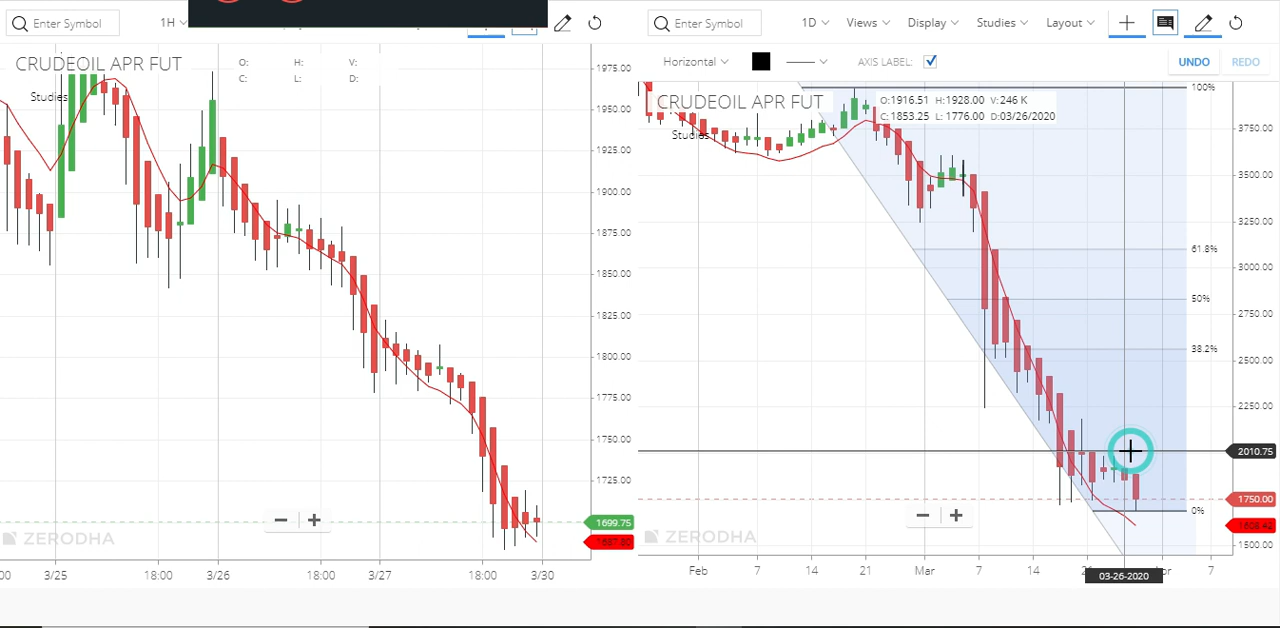 Enter Symbol
1H
CRUDEOIL APR FUT
O: H: V:
C: L: D:
Studies
1975.00
1950.00
1925.00
1900.00
1875.00
1850.00
1825.00
1800.00
1775.00
1750.00
1725.00
1699.75
ZERODHA
3/25
18:00
3/26
18:00
3/27
18:00
3/30
Enter Symbol
1D
Views
Display
Studies
Layout
Horizontal
AXIS LABEL:
UNDO
REDO
CRUDEOIL APR FUT
O:1916.51 H:1928.00 V:246 K
C:1853.25 L: 1776.00 D:03/26/2020
Studies
100%
61.8%
50%
38.2%
0%
3750.00
3500.00
3250.00
3000.00
2750.00
2500.00
2250.00
2010.75
1750.00
1608.42
1500.00
ZERODHA
Feb
7
14
21
Mar
7
14
03-26-2020
7